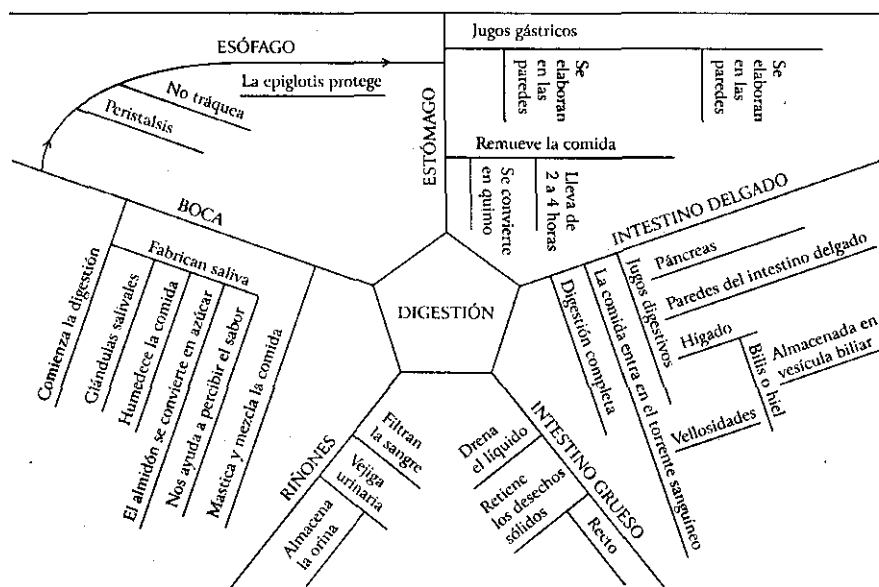 ESÓFAGO
La epiglotis protege
No tráquea
Peristalsis
ESTÓMAGO
Jugos gástricos
Se
elaboran
en las
paredes
Se
elaboran
en las
paredes
Remueve la comida
Se convierte
en quimo
Lleva de
2 a 4 horas
BOCA
Comienza la digestión
Fabrican saliva
Glándulas salivales
Humedece la comida
El almidón se convierte en azúcar
Nos ayuda a percibir el sabor
Mastica y mezcla la comida
DIGESTIÓN
INTESTINO DELGADO
Digestión completa
La comida entra en el torrente sanguíneo
Jugos digestivos
Páncreas
Paredes del intestino delgado
Hígado
Bilis o hiel
Almacenada en
vesícula biliar
Vellosidades
RIÑONES
Filtran
la sangre
Vejiga
urinaria
Almacena
la orina
INTESTINO GRUESO
Drena
el líquido
Retiene
los desechos
sólidos
Recto